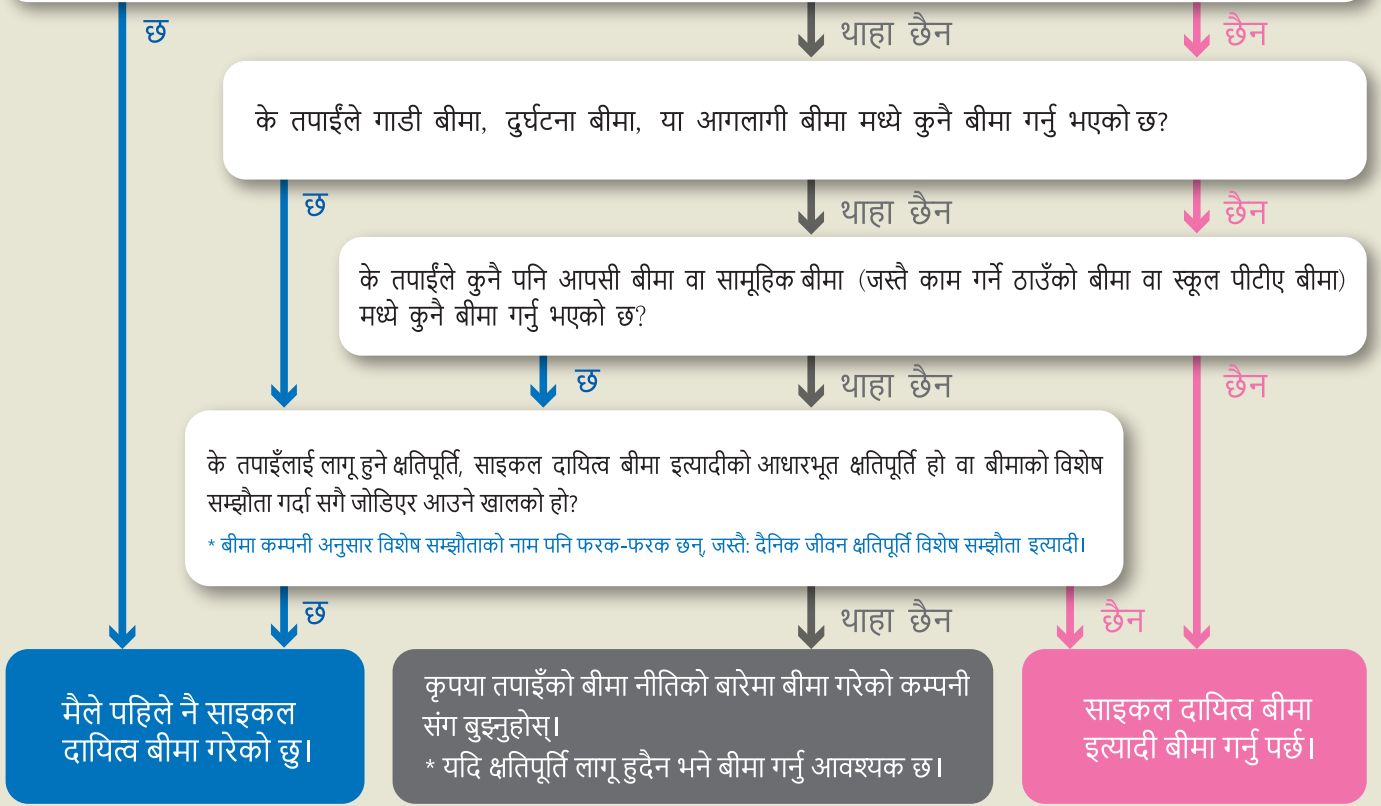 छ
थाहा छैन
छैन
के तपाईंले गाडी बीमा, दुर्घटना बीमा, या आगलागी बीमा मध्ये कुनै बीमा गर्नु भएको छ?
छ
थाहा छैन
छैन
के तपाईंले कुनै पनि आपसी बीमा वा सामूहिक बीमा (जस्तै काम गर्ने ठाउँको बीमा वा स्कूल पीटीए बीमा)
मध्ये कुनै बीमा गर्नु भएको छ?
छ
थाहा छैन
छैन
के तपाइँलाई लागू हुने क्षतिपूर्ति, साइकल दायित्व बीमा इत्यादीको आधारभूत क्षतिपूर्ति हो वा बीमाको विशेष
सम्झौता गर्दा सगै जोडिएर आउने खालको हो?
* बीमा कम्पनी अनुसार विशेष सम्झौताको नाम पनि फरक-फरक छन्, जस्तै: दैनिक जीवन क्षतिपूर्ति विशेष सम्झौता इत्यादी।
छ
थाहा छैन
छैन
मैले पहिले नै साइकल
दायित्व बीमा गरेको छु।
कृपया तपाइँको बीमा नीतिको बारेमा बीमा गरेको कम्पनी
संग बुझ्नुहोस्।
* यदि क्षतिपूर्ति लागू हुदैन भने बीमा गर्नु आवश्यक छ।
साइकल दायित्व बीमा
इत्यादी बीमा गर्नु पर्छ।